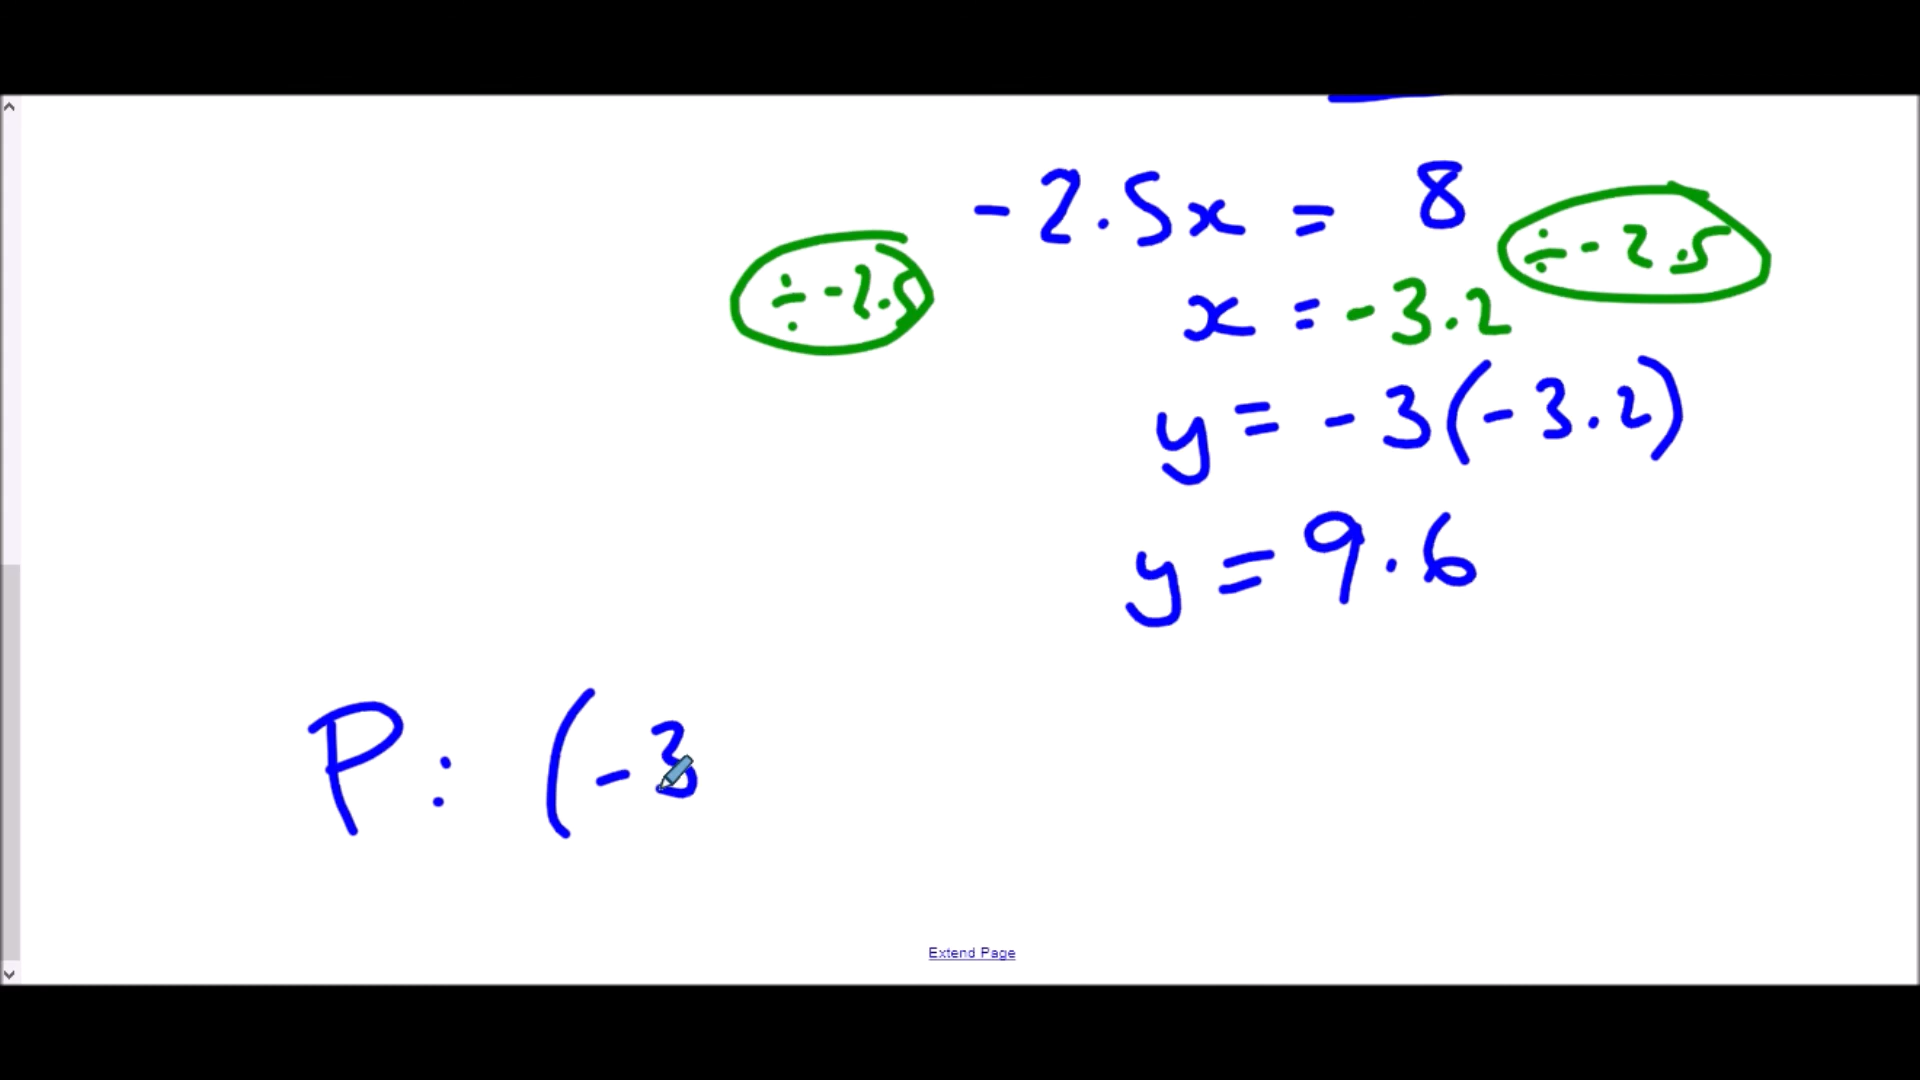 -2.5x = 8
÷ -2.5
÷ -2.5
x = -3.2
y = -3(-3.2)
y = 9.6
P: (-3
Extend Page